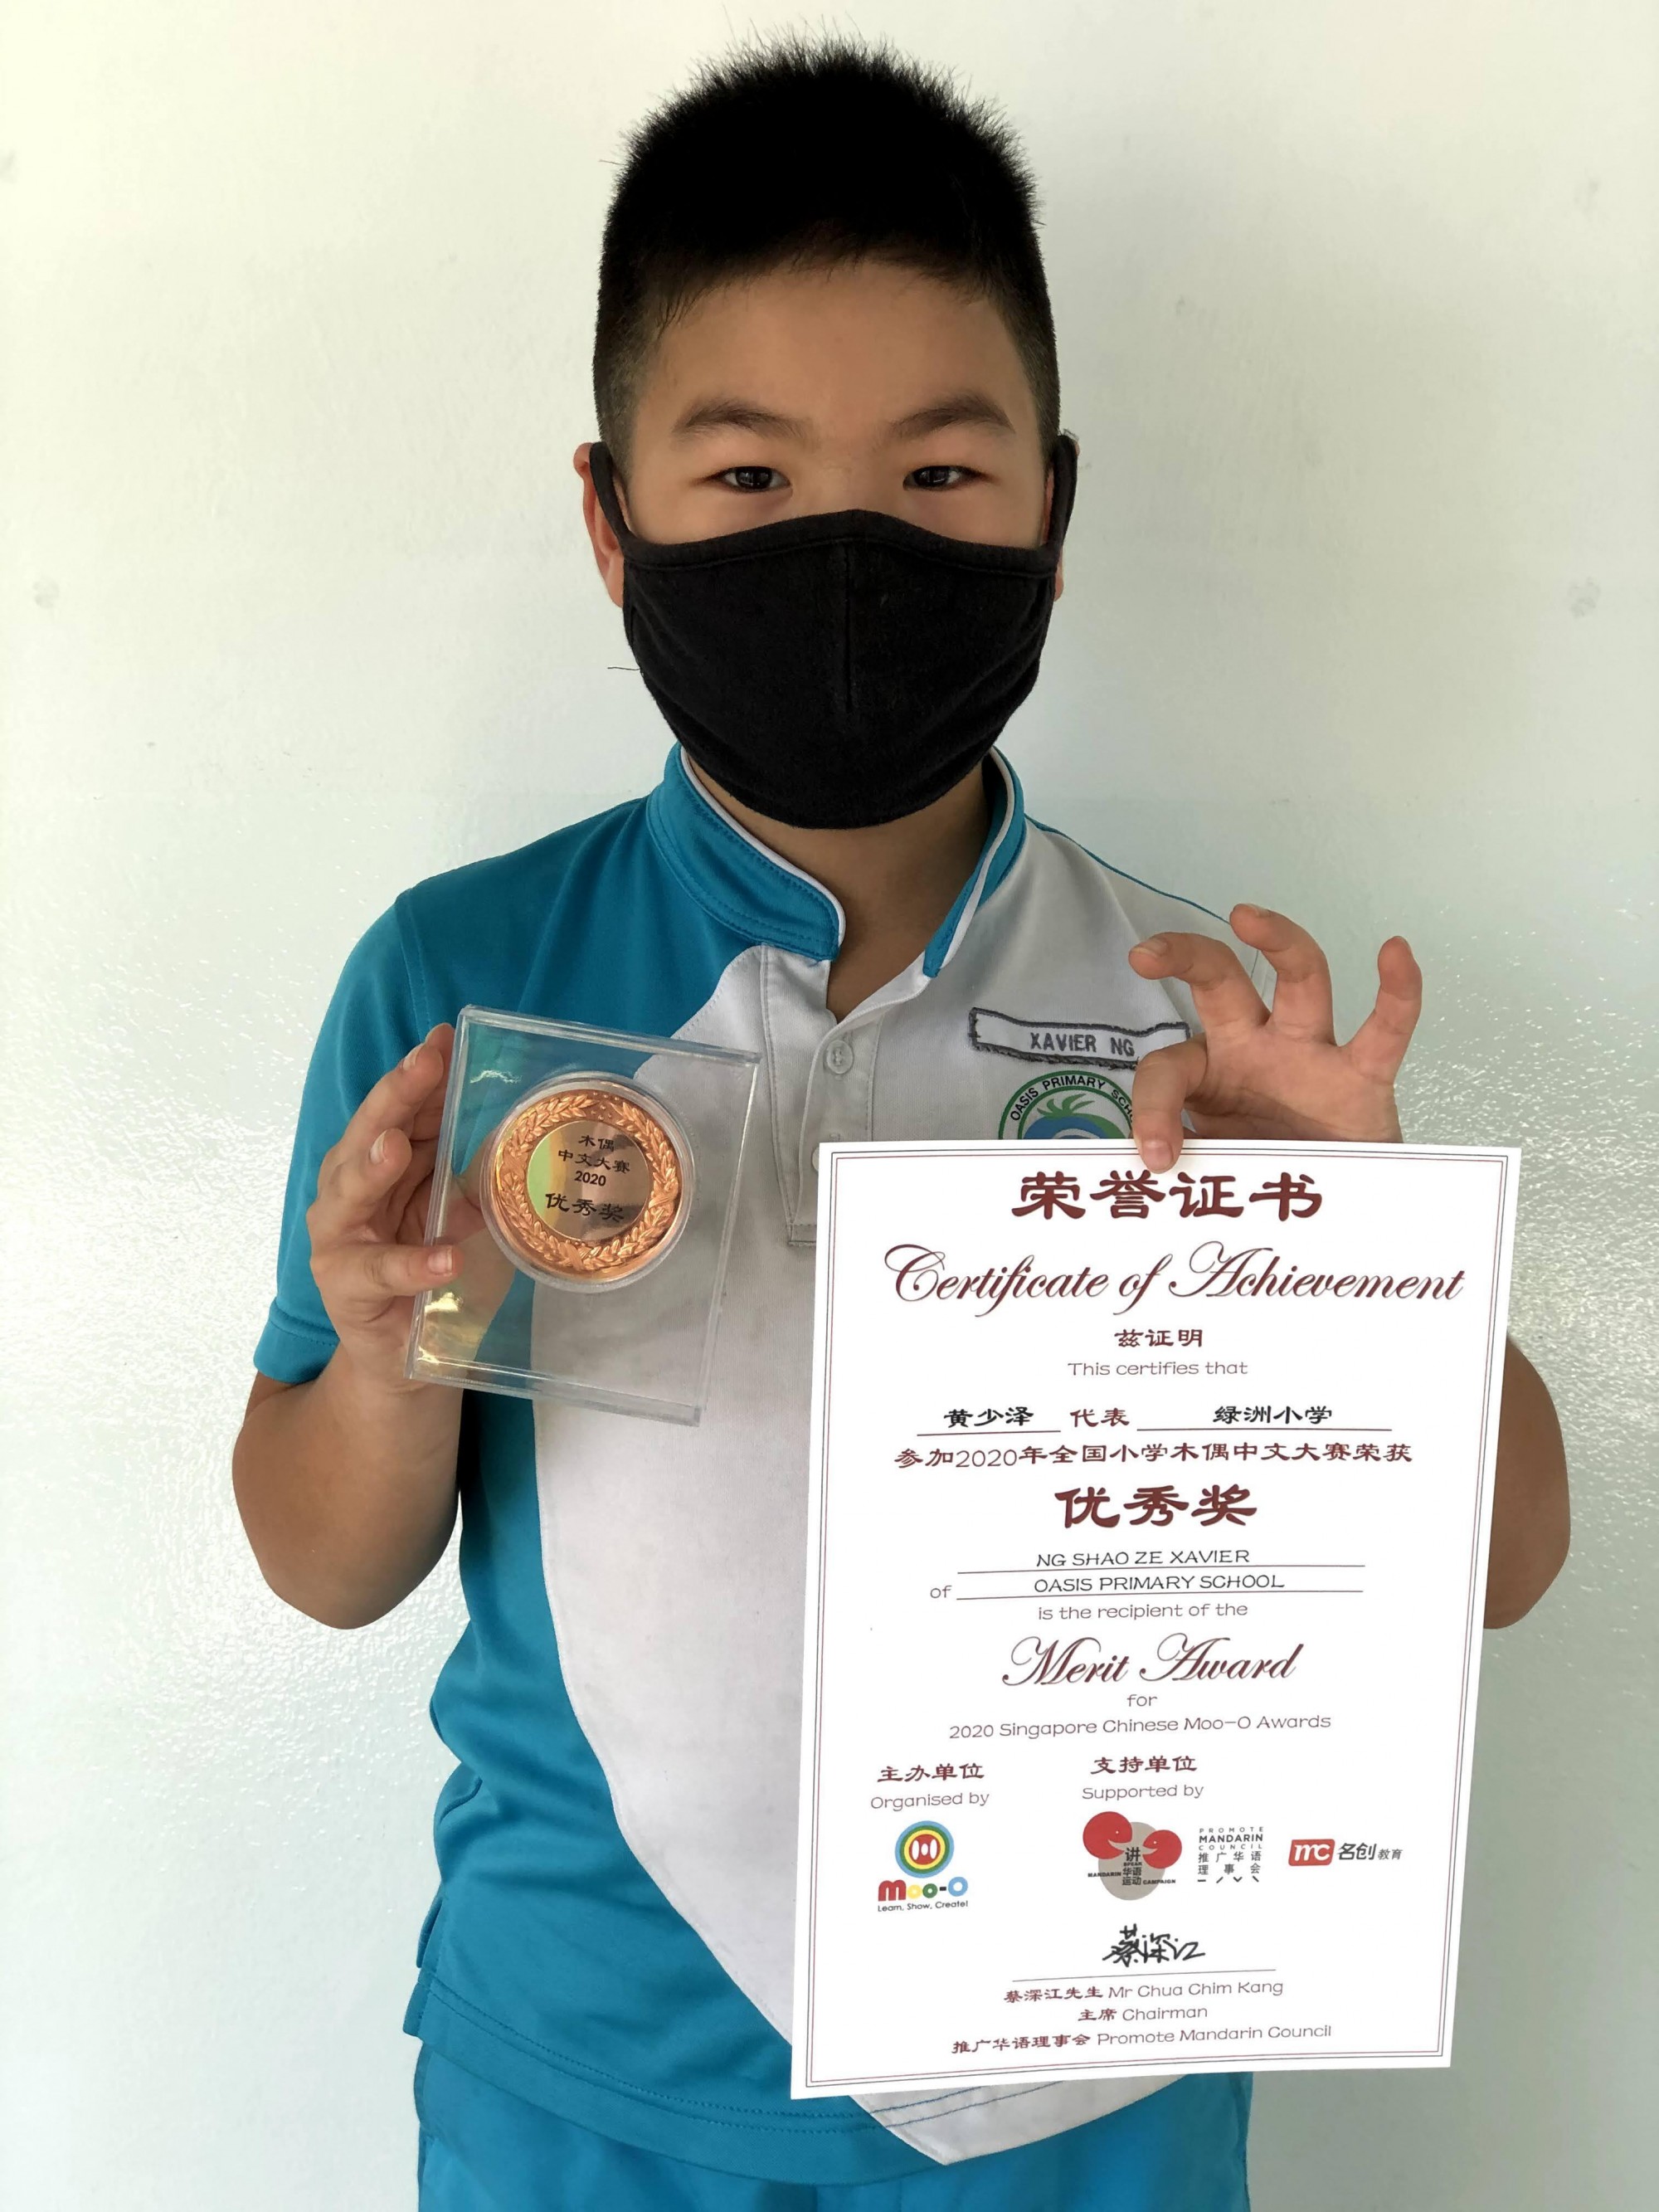 XAVIER NG
OASIS PRIMARY
木偶
中文大赛
2020
优秀奖
荣誉证书
Certificate of Achievement
兹证明
This certifies that
黄少泽 代表 绿洲小学
参加2020年全国小学木偶中文大赛荣获
优秀奖
NG SHAO ZE XAVIER
of OASIS PRIMARY SCHOOL
is the recipient of the
Merit Award
for
2020 Singapore Chinese Moo-O Awards
主办单位
Organised by
支持单位
Supported by
Moo-O
Learn, Show, Create!
讲
SPEAK
华语
MANDARIN
运动
CAMPAIGN
PROMOTE
MANDARIN
COUNCIL
推广华语
理事会
mc 名创教育
蔡深江
蔡深江先生 Mr Chua Chim Kang
主席 Chairman
推广华语理事会 Promote Mandarin Council